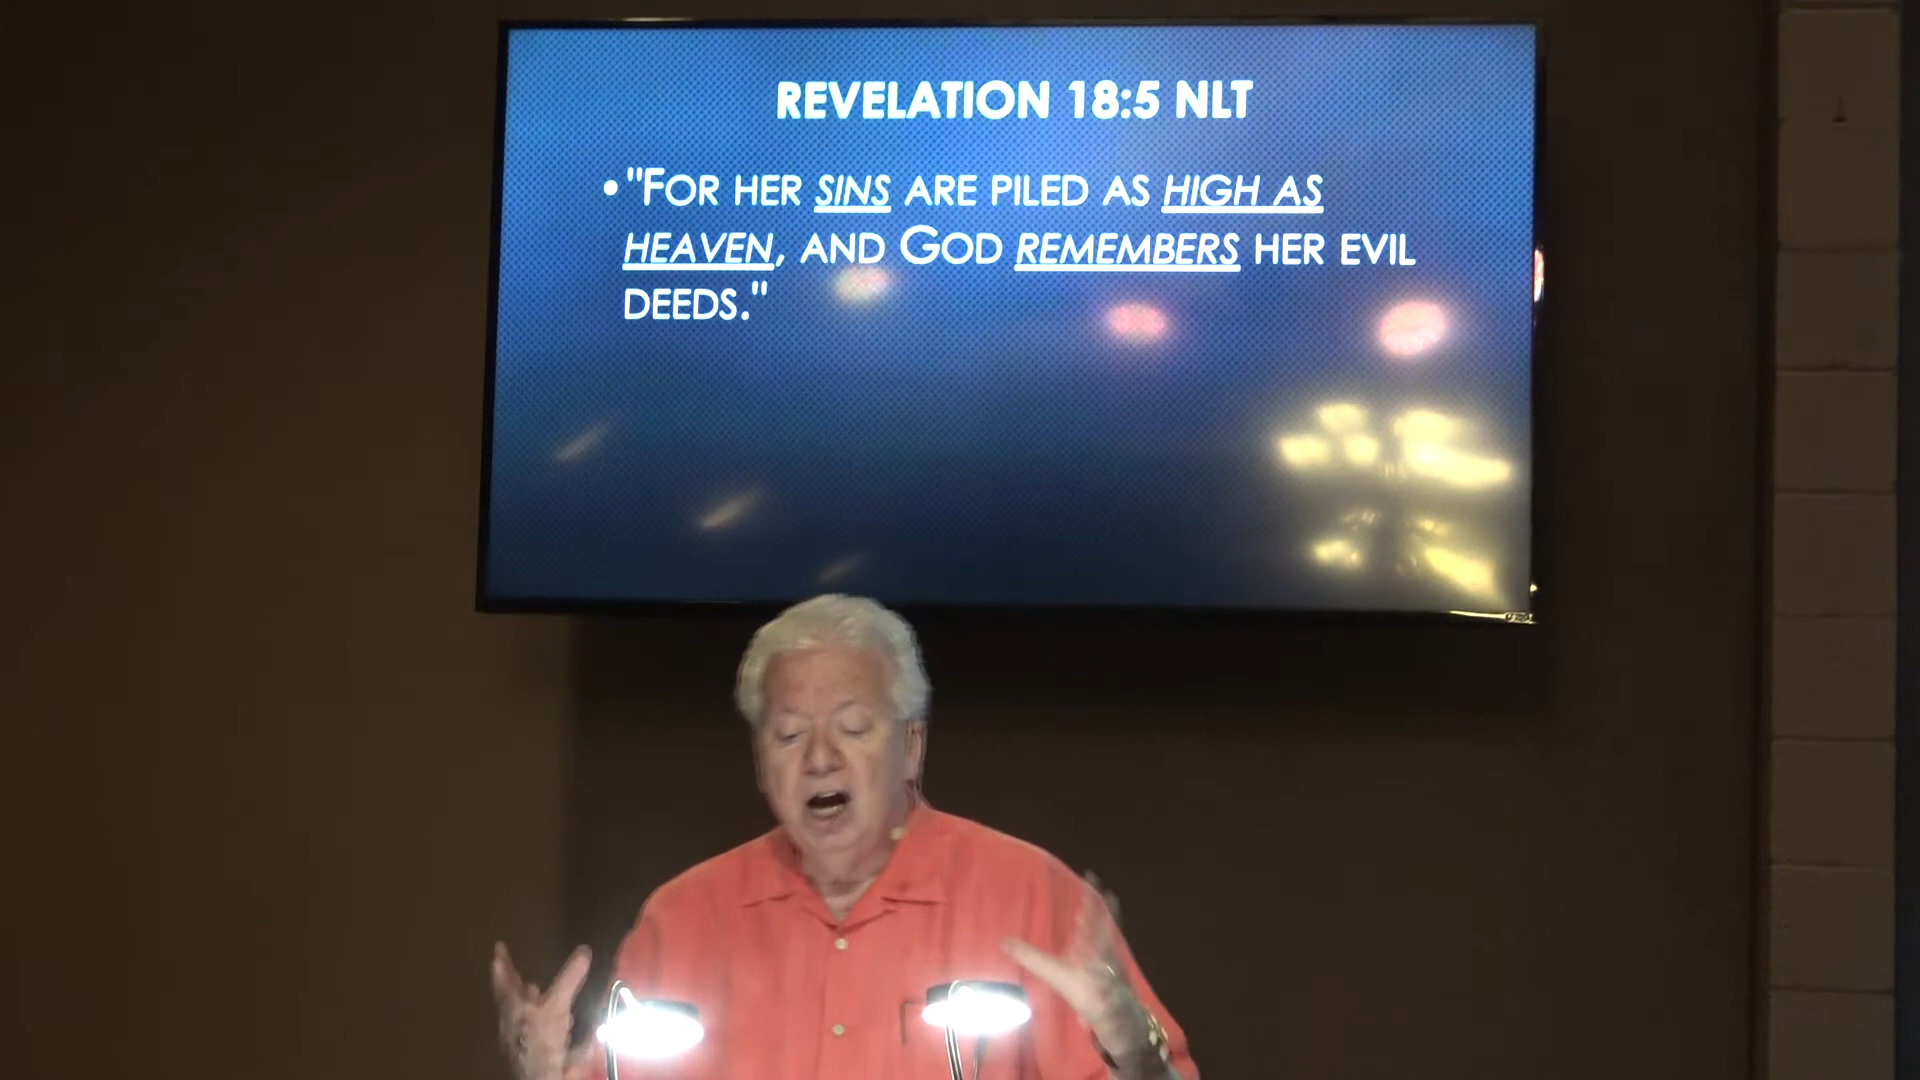 REVELATION 18:5 NLT
•"FOR HER SINS ARE PILED AS HIGH AS
HEAVEN, AND GOD REMEMBERS HER EVIL
DEEDS."